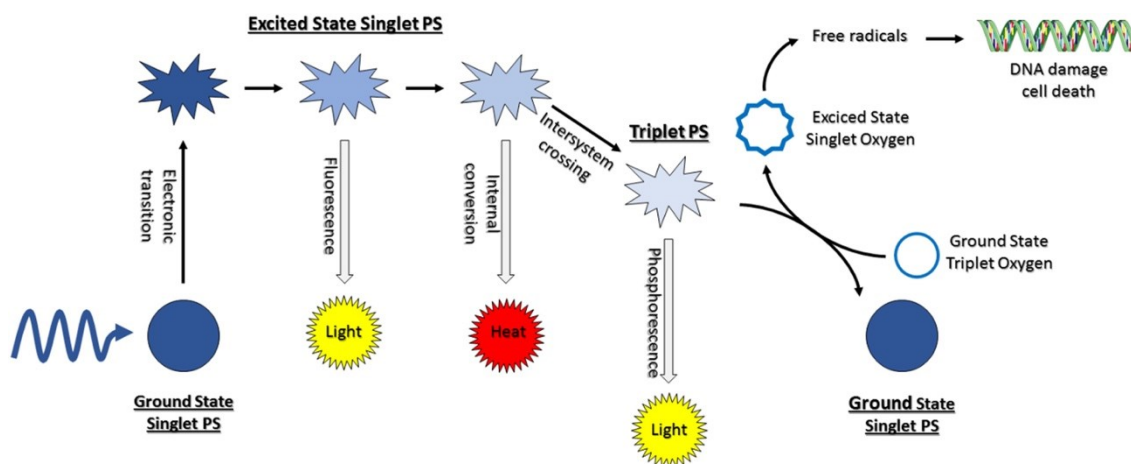 Excited State Singlet PS
Electronic
transition
Ground State
Singlet PS
Fluorescence
Light
Internal
conversion
Heat
Intersystem
crossing
Triplet PS
Phosphorescence
Light
Free radicals
DNA damage
cell death
Exciced State
Singlet Oxygen
Ground State
Triplet Oxygen
Ground State
Singlet PS